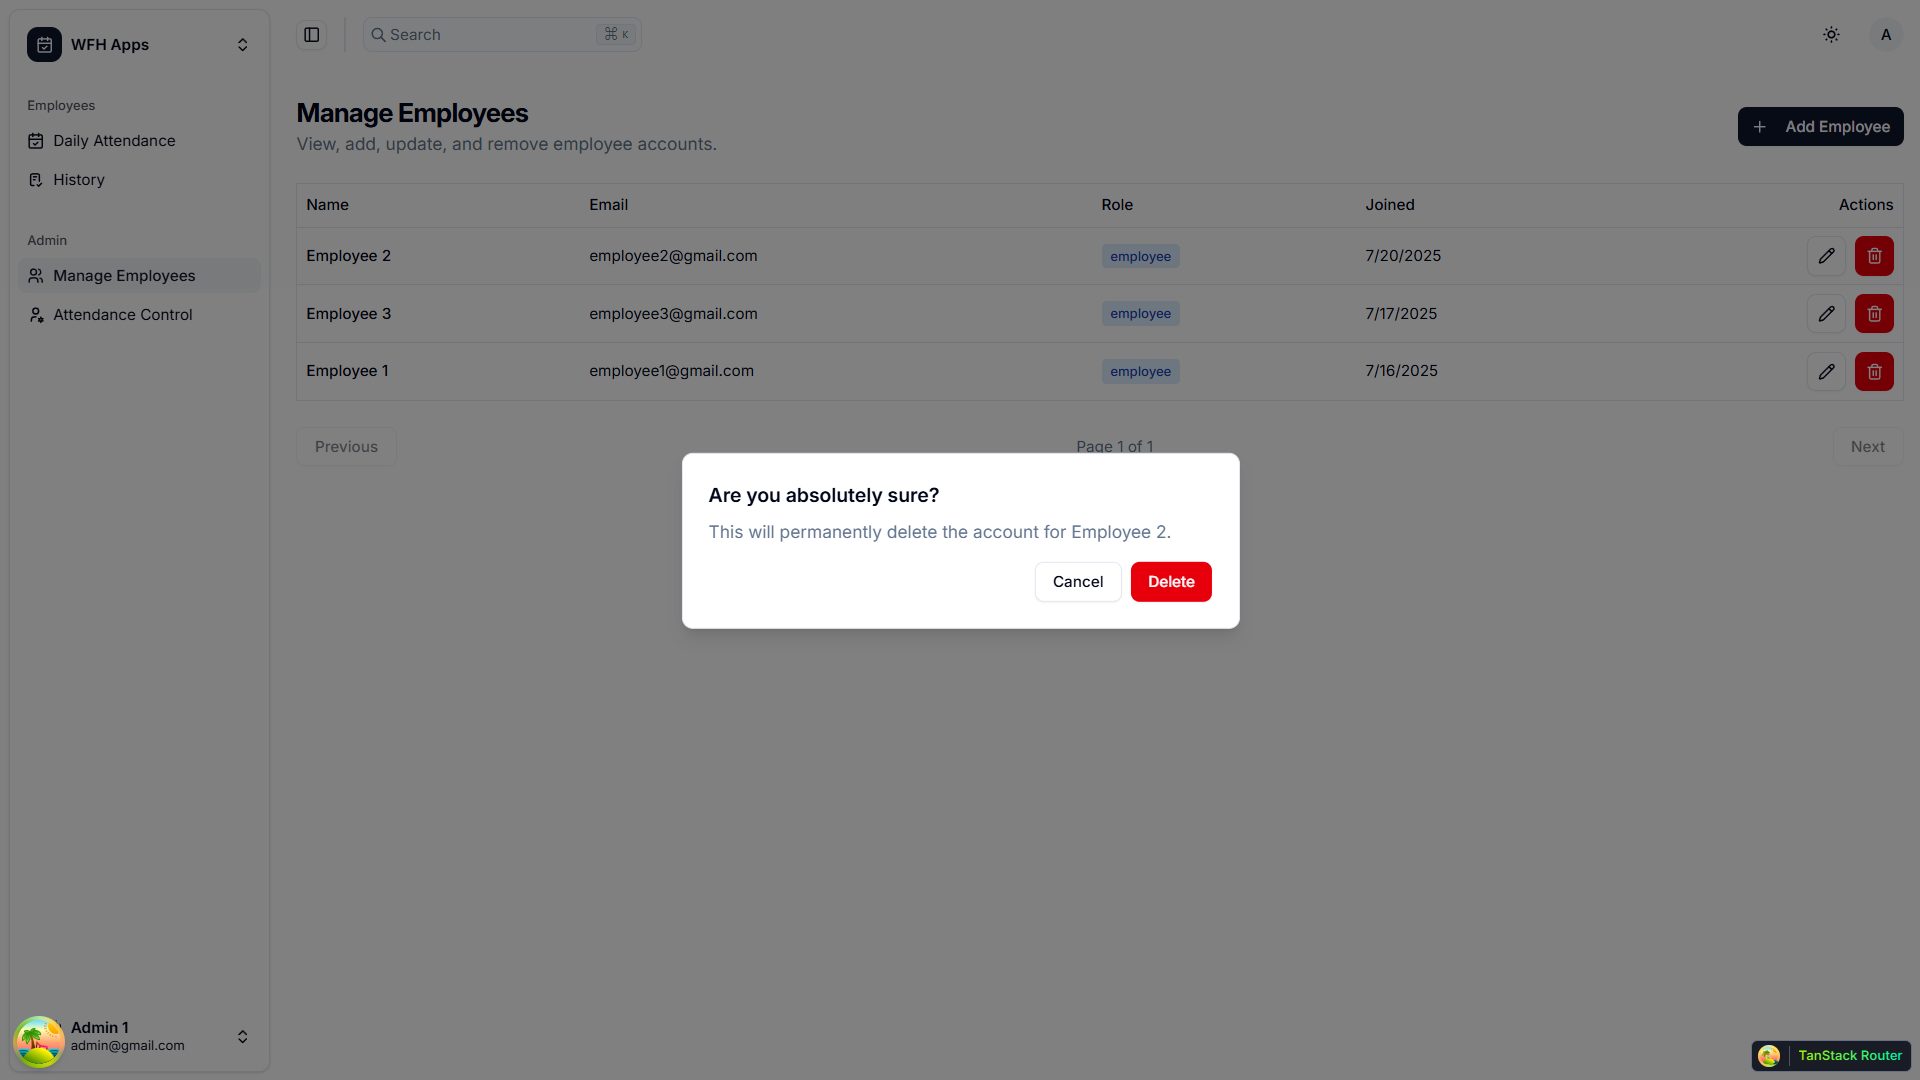 WFH Apps
Search
⌘ K
A
Employees
Daily Attendance
History
Admin
Manage Employees
Attendance Control
Manage Employees
View, add, update, and remove employee accounts.
Add Employee
Name Email Role Joined Actions
Employee 2 employee2@gmail.com employee 7/20/2025
Employee 3 employee3@gmail.com employee 7/17/2025
Employee 1 employee1@gmail.com employee 7/16/2025
Previous Page 1 of 1 Next
Are you absolutely sure?
This will permanently delete the account for Employee 2.
Cancel Delete
Admin 1
admin@gmail.com
TanStack Router